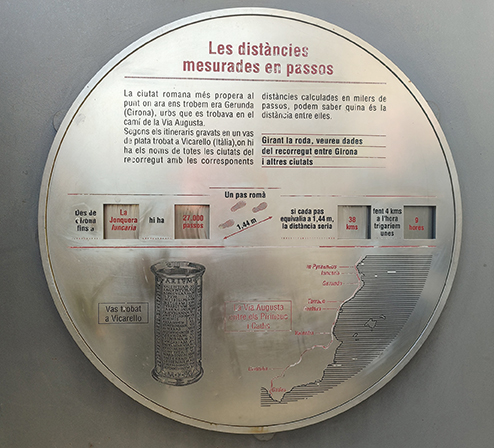 Les distàncies
mesurades en passos
La ciutat romana més propera al
punt on ara ens trobem era Gerunda
(Girona), urbs que es trobava en el
camí de la Via Augusta.
Segons els itineraris gravats en un vas
de plata trobat a Vicarello (Itàlia), on hi
ha els noms de totes les ciutats del
recorregut amb les corresponents
distàncies calculades en milers de
passos, podem saber quina és la
distància entre elles.
Girant la roda, veureu dades
del recorregut entre Girona
i altres ciutats
Des de
Girona
fins a
La
Jonquera
Iuncaria
hi ha
27.000
passos
Un pas romà
1,44 m
si cada pas
equivalia a 1,44 m,
la distància seria
38
kms
fent 4 kms
a l'hora
trigaríem
unes
9
hores
Vas trobat
a Vicarello
La Via Augusta
entre els Pirineus
i Cadis
Iuncaria
Gerunda